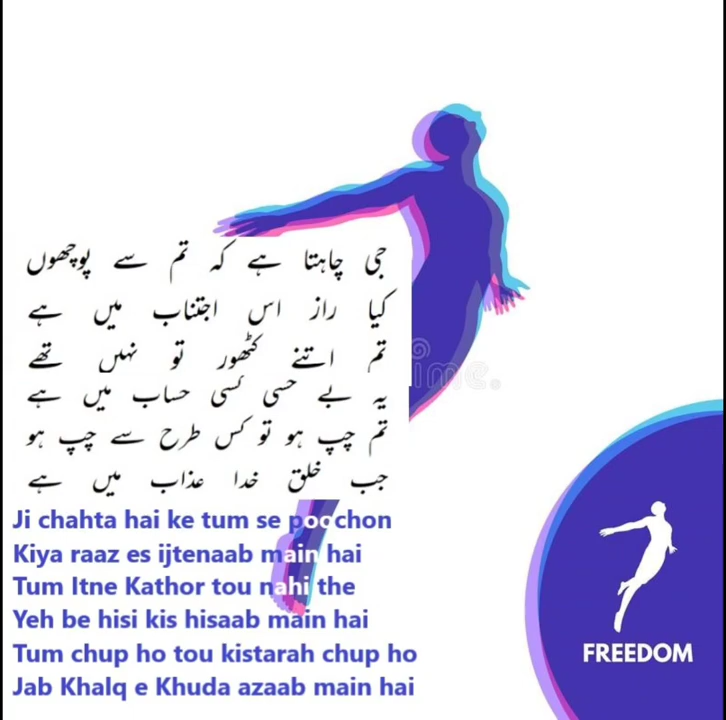 جی چاہتا ہے کہ تم سے پوچھوں
کیا راز اس اجتناب میں ہے
تم اتنے کٹھور تو نہیں تھے
یہ بے حسی کسی حساب میں ہے
تم چپ ہو تو کس طرح سے چپ ہو
جب خلق خدا عذاب میں ہے
Ji chahta hai ke tum se poochon
Kiya raaz es ijtenaab main hai
Tum Itne Kathor tou nahi the
Yeh be hisi kis hisaab main hai
Tum chup ho tou kistarah chup ho
Jab Khalq e Khuda azaab main hai
FREEDOM